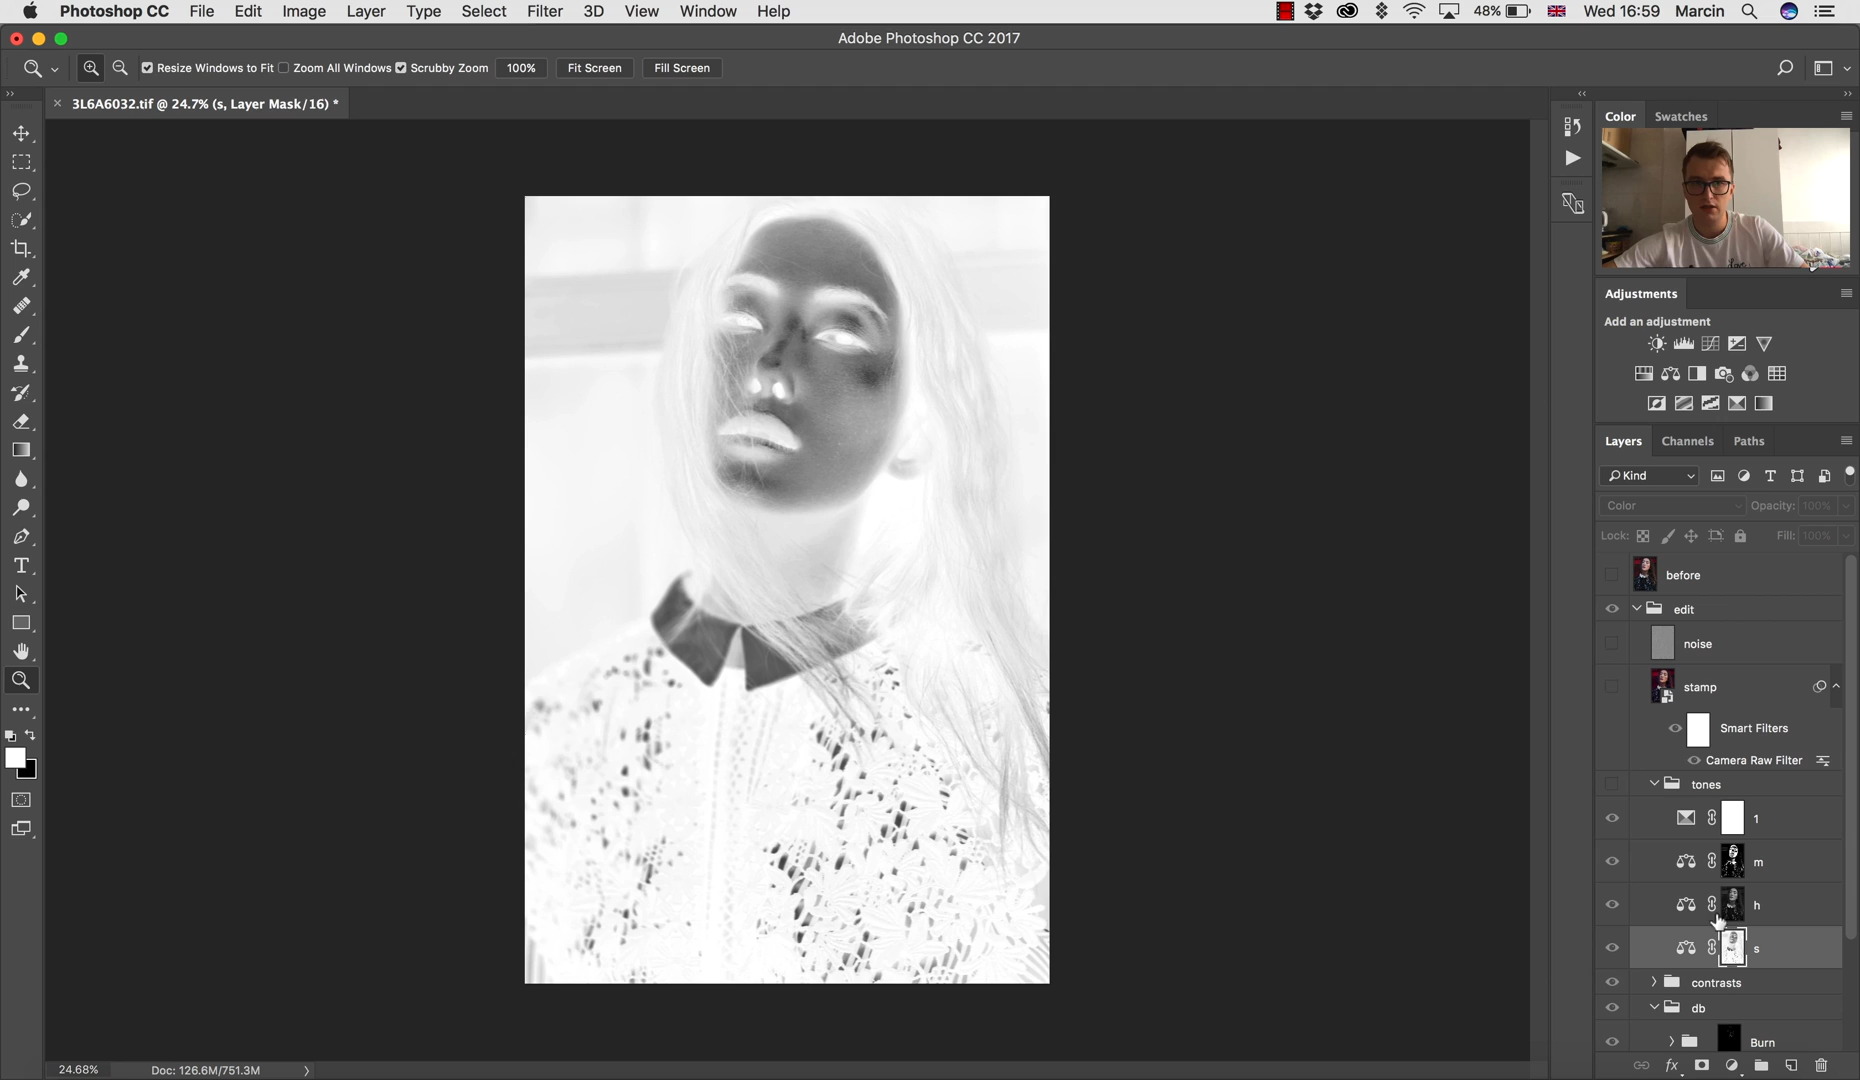 Photoshop CC File Edit Image Layer Type Select Filter 3D View Window Help 48% Wed 16:59 Marcin
Adobe Photoshop CC 2017
Resize Windows to Fit Zoom All Windows Scrubby Zoom 100% Fit Screen Fill Screen
3L6A6032.tif @ 24.7% (s, Layer Mask/16) *
Color Swatches
Adjustments
Add an adjustment
Layers Channels Paths
Kind
Color Opacity: 100%
Lock: Fill: 100%
before
edit
noise
stamp
Smart Filters
Camera Raw Filter
tones
1
m
h
s
contrasts
db
Burn
24.68% Doc: 126.6M/751.3M
fx